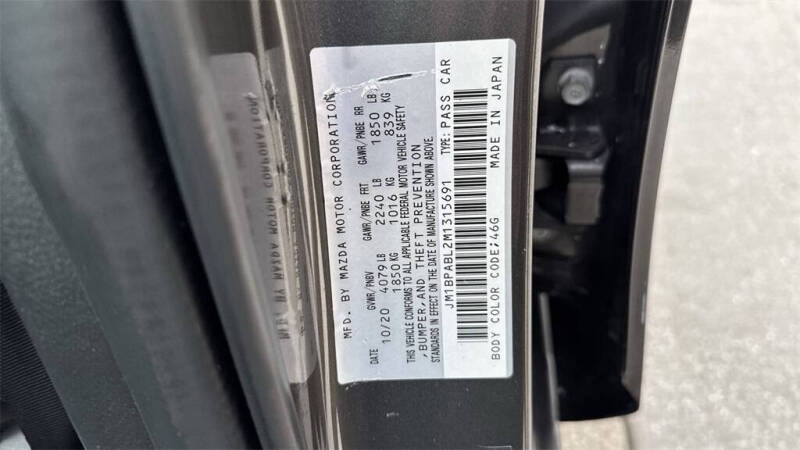 MFD. BY MAZDA MOTOR CORPORATION
DATE GVWR/PNBV GAWR/PNBE FRT GAWR/PNBE RR
10/20 4079 LB 2240 LB 1850 LB
1850 KG 1016 KG 839 KG
THIS VEHICLE CONFORMS TO ALL APPLICABLE FEDERAL MOTOR VEHICLE SAFETY
,BUMPER,AND THEFT PREVENTION
STANDARDS IN EFFECT ON THE DATE OF MANUFACTURE SHOWN ABOVE.
JM1BPABL2M1315691 TYPE: PASS CAR
BODY COLOR CODE;46G MADE IN JAPAN